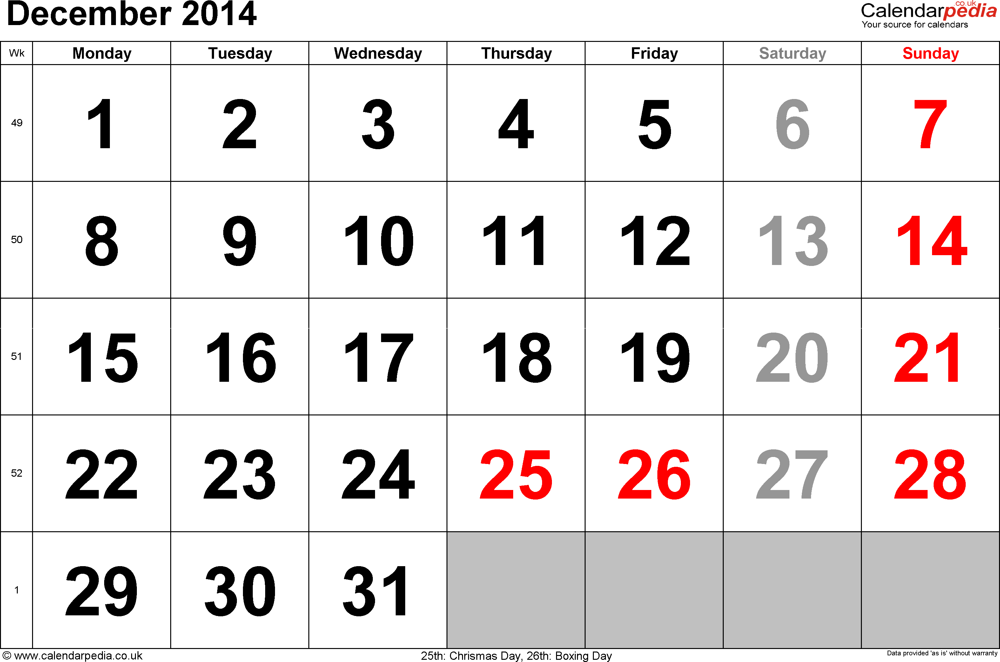 December 2014
.co.uk
Calendarpedia
Your source for calendars
Wk Monday Tuesday Wednesday Thursday Friday Saturday Sunday
49 1 2 3 4 5 6 7
50 8 9 10 11 12 13 14
51 15 16 17 18 19 20 21
52 22 23 24 25 26 27 28
1 29 30 31
© www.calendarpedia.co.uk 25th: Chrismas Day, 26th: Boxing Day Data provided 'as is' without warranty